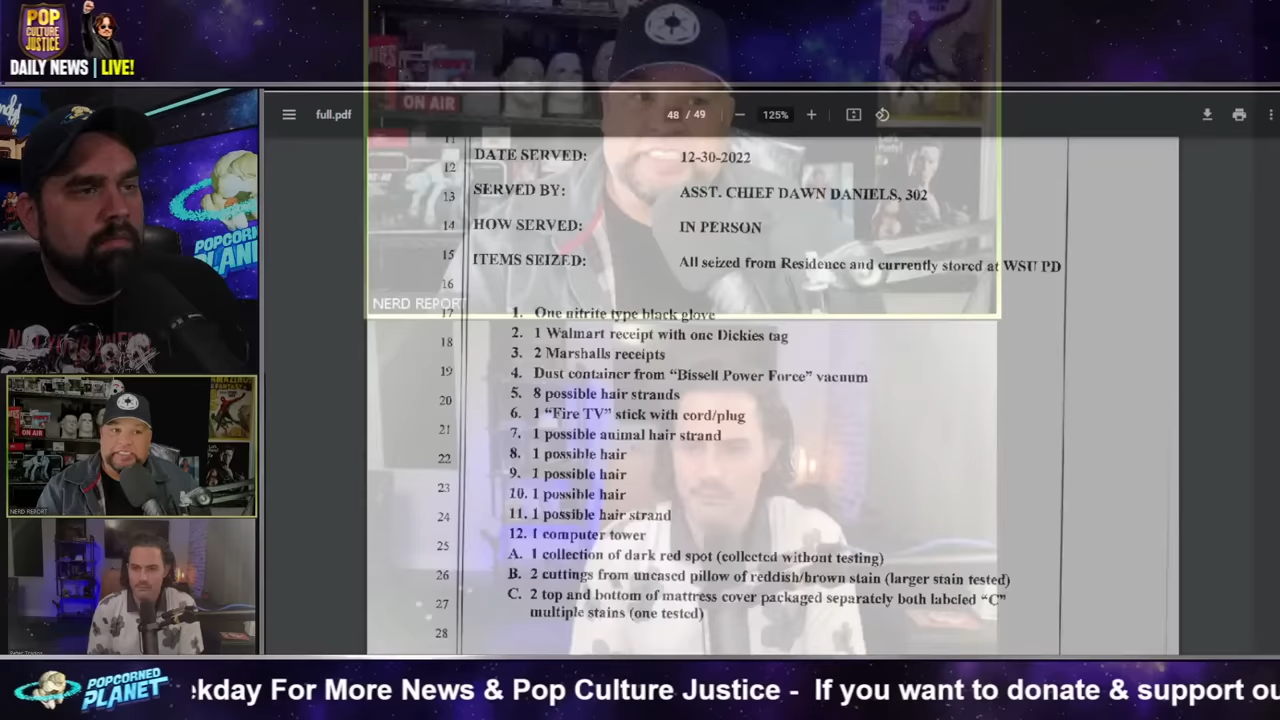 POP
CULTURE
JUSTICE
DAILY NEWS | LIVE!
ON AIR
full.pdf
48 / 49
125%
11
12
DATE SERVED: 12-30-2022
13
SERVED BY: ASST. CHIEF DAWN DANIELS, 302
14
HOW SERVED: IN PERSON
15
ITEMS SEIZED: All seized from Residence and currently stored at WSU PD
16
NERD REPORT
17
1. One nitrite type black glove
18
2. 1 Walmart receipt with one Dickies tag
3. 2 Marshalls receipts
19
4. Dust container from “Bissell Power Force” vacuum
20
5. 8 possible hair strands
6. 1 “Fire TV” stick with cord/plug
21
7. 1 possible animal hair strand
22
8. 1 possible hair
23
9. 1 possible hair
10. 1 possible hair
24
11. 1 possible hair strand
12. 1 computer tower
25
A. 1 collection of dark red spot (collected without testing)
26
B. 2 cuttings from uncased pillow of reddish/brown stain (larger stain tested)
27
C. 2 top and bottom of mattress cover packaged separately both labeled “C”
multiple stains (one tested)
28
POPCORNED
PLANET
ON AIR
NERD REPORT
POPCORNED
PLANET
ekday For More News & Pop Culture Justice - If you want to donate & support ou